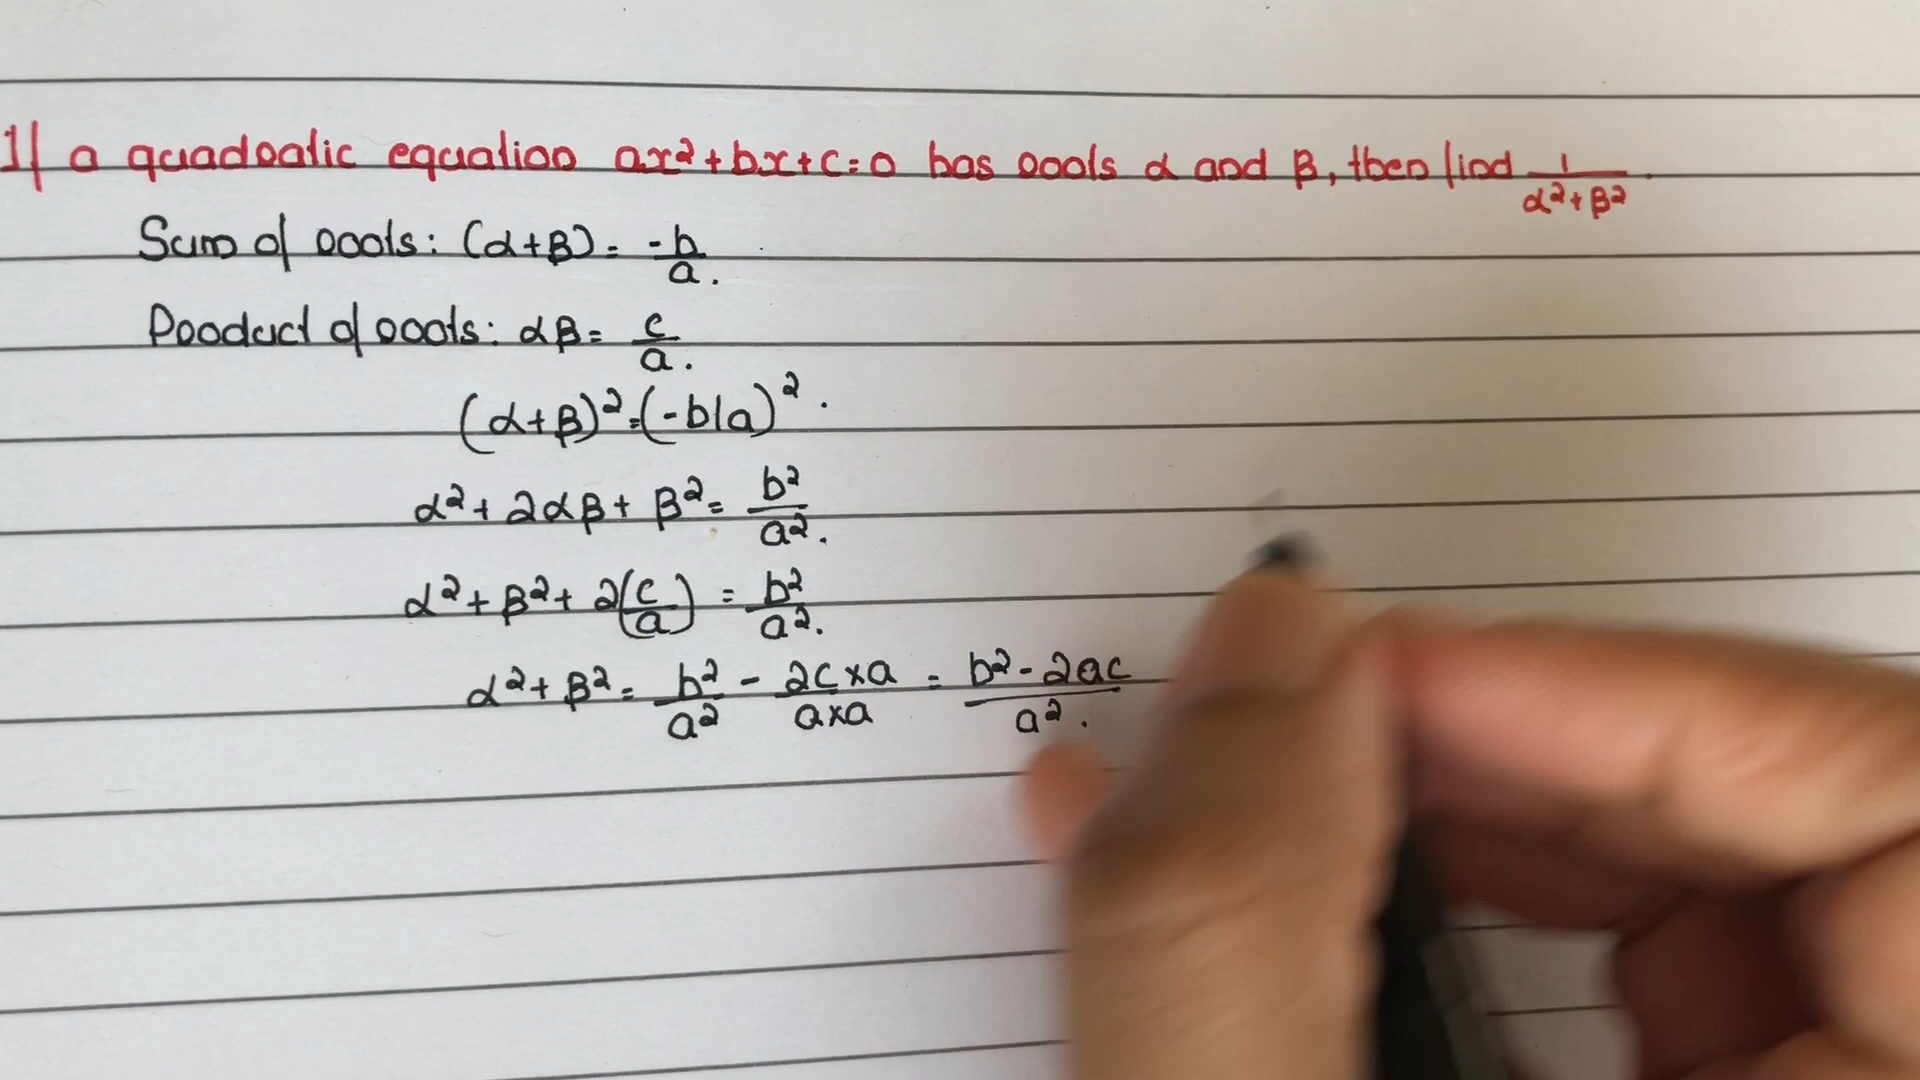 If a quadratic equation ax²+bx+c=0 has roots α and β, then find 1/(α²+β²).
Sum of roots: (α+β) = -b/a.
Product of roots: αβ = c/a.
(α+β)²=(-b/a)².
α²+2αβ+β²= b²/a².
α²+β²+2(c/a) = b²/a².
α²+β²= b²/a² - 2c×a/a×a = b²-2ac/a².